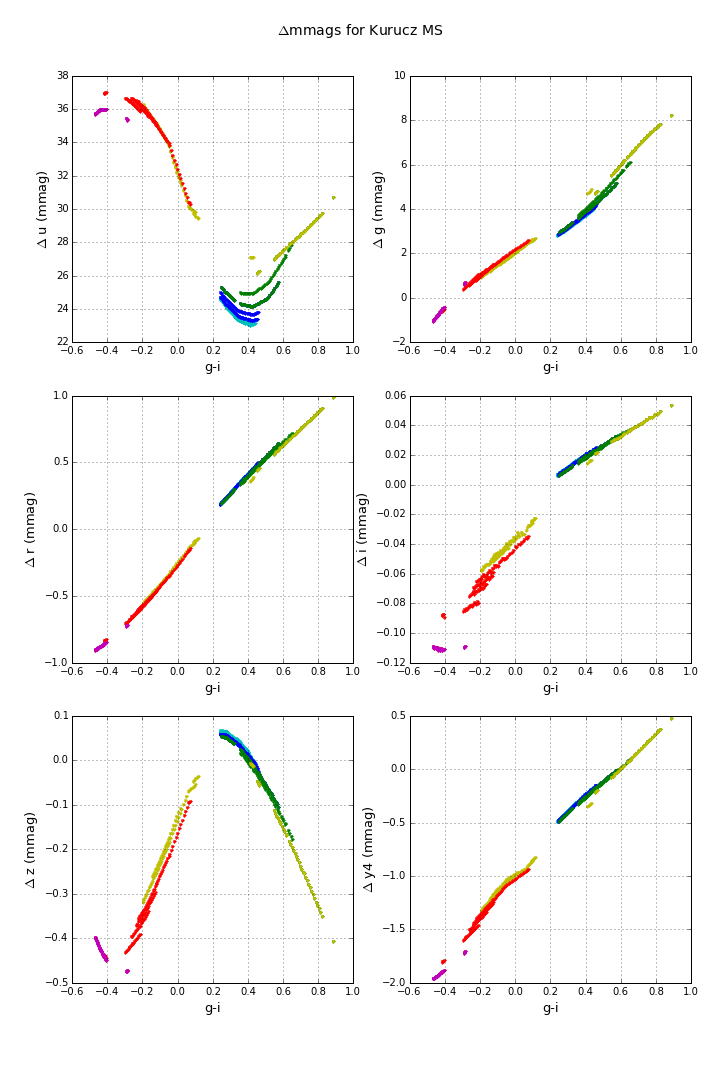 Δmmags for Kurucz MS
38
36
34
32
30
28
26
24
22
Δ u (mmag)
−0.6 −0.4 −0.2 0.0 0.2 0.4 0.6 0.8 1.0
g-i
10
8
6
4
2
0
−2
Δ g (mmag)
−0.6 −0.4 −0.2 0.0 0.2 0.4 0.6 0.8 1.0
g-i
1.0
0.5
0.0
−0.5
−1.0
Δ r (mmag)
−0.6 −0.4 −0.2 0.0 0.2 0.4 0.6 0.8 1.0
g-i
0.06
0.04
0.02
0.00
−0.02
−0.04
−0.06
−0.08
−0.10
−0.12
Δ i (mmag)
−0.6 −0.4 −0.2 0.0 0.2 0.4 0.6 0.8 1.0
g-i
0.1
0.0
−0.1
−0.2
−0.3
−0.4
−0.5
Δ z (mmag)
−0.6 −0.4 −0.2 0.0 0.2 0.4 0.6 0.8 1.0
g-i
0.5
0.0
−0.5
−1.0
−1.5
−2.0
Δ y4 (mmag)
−0.6 −0.4 −0.2 0.0 0.2 0.4 0.6 0.8 1.0
g-i